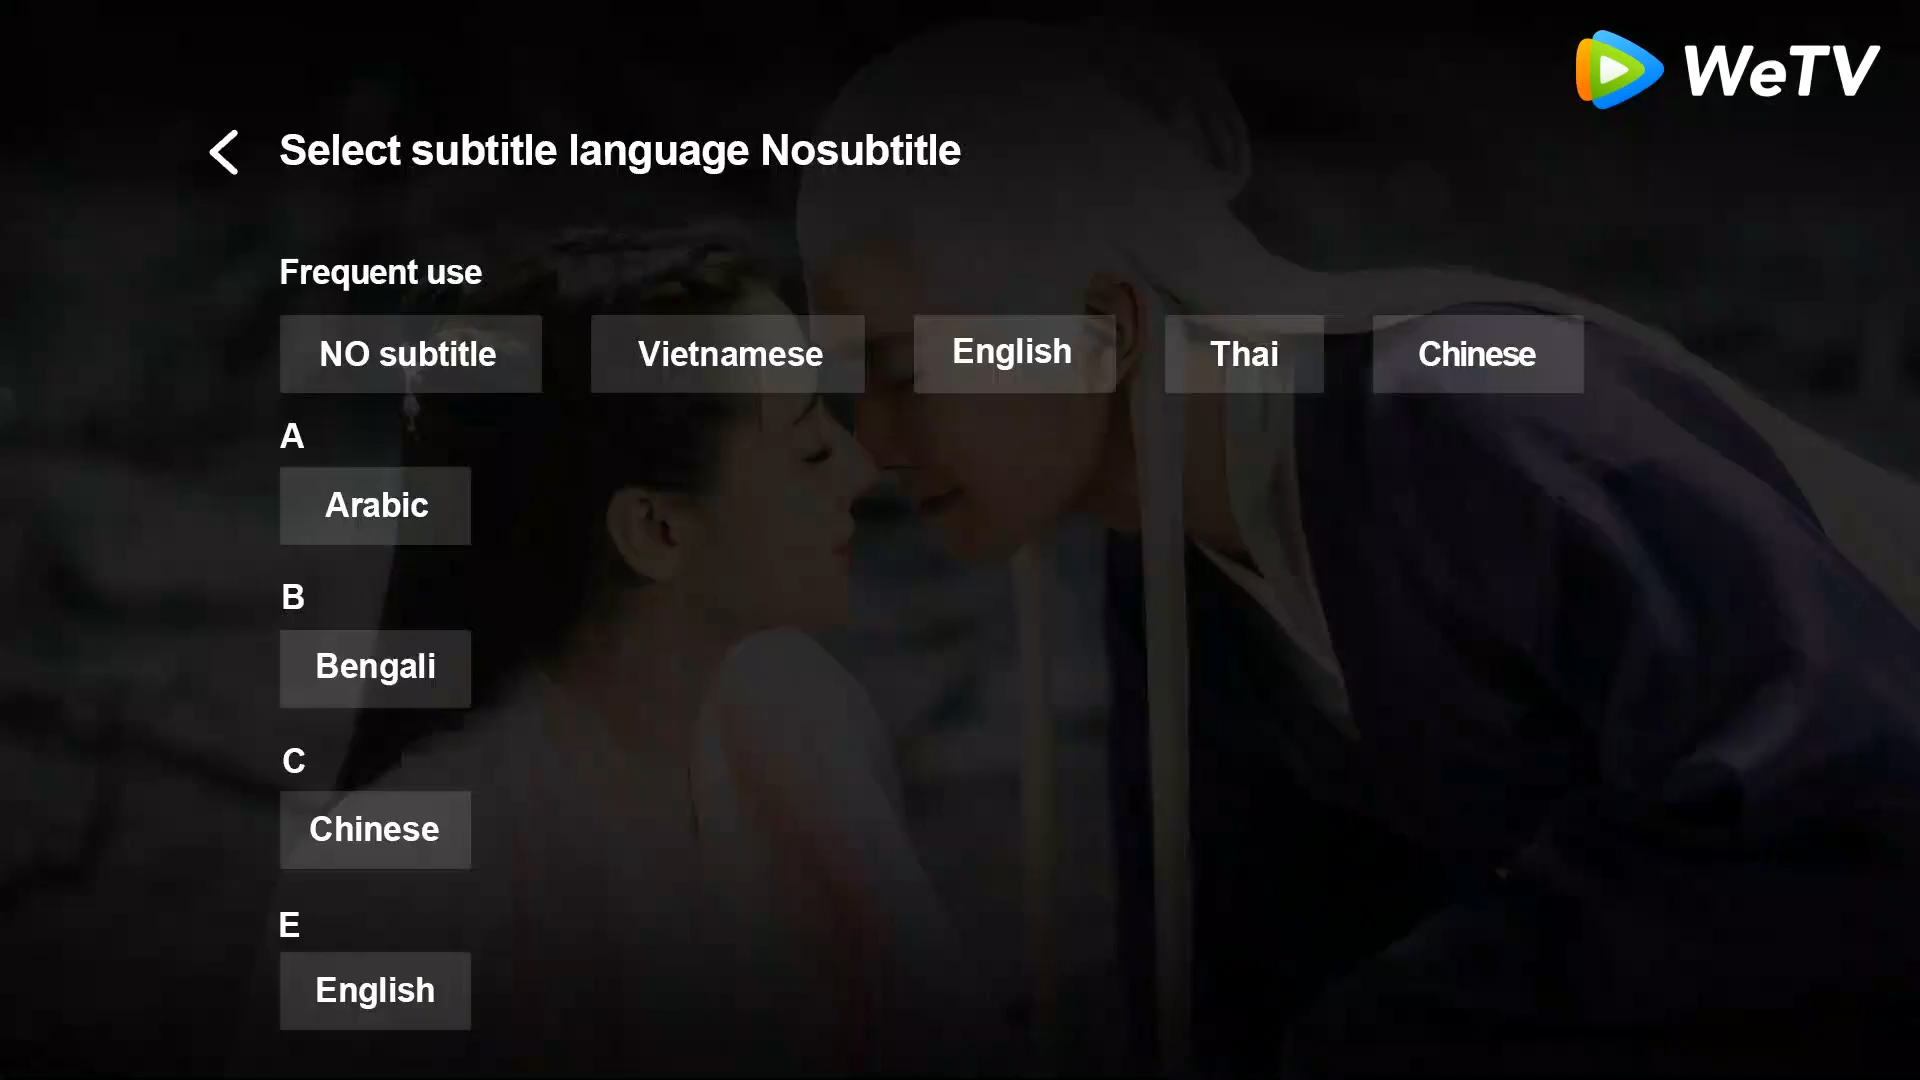 WeTV
Select subtitle language Nosubtitle
Frequent use
NO subtitle Vietnamese English Thai Chinese
A
Arabic
B
Bengali
C
Chinese
E
English